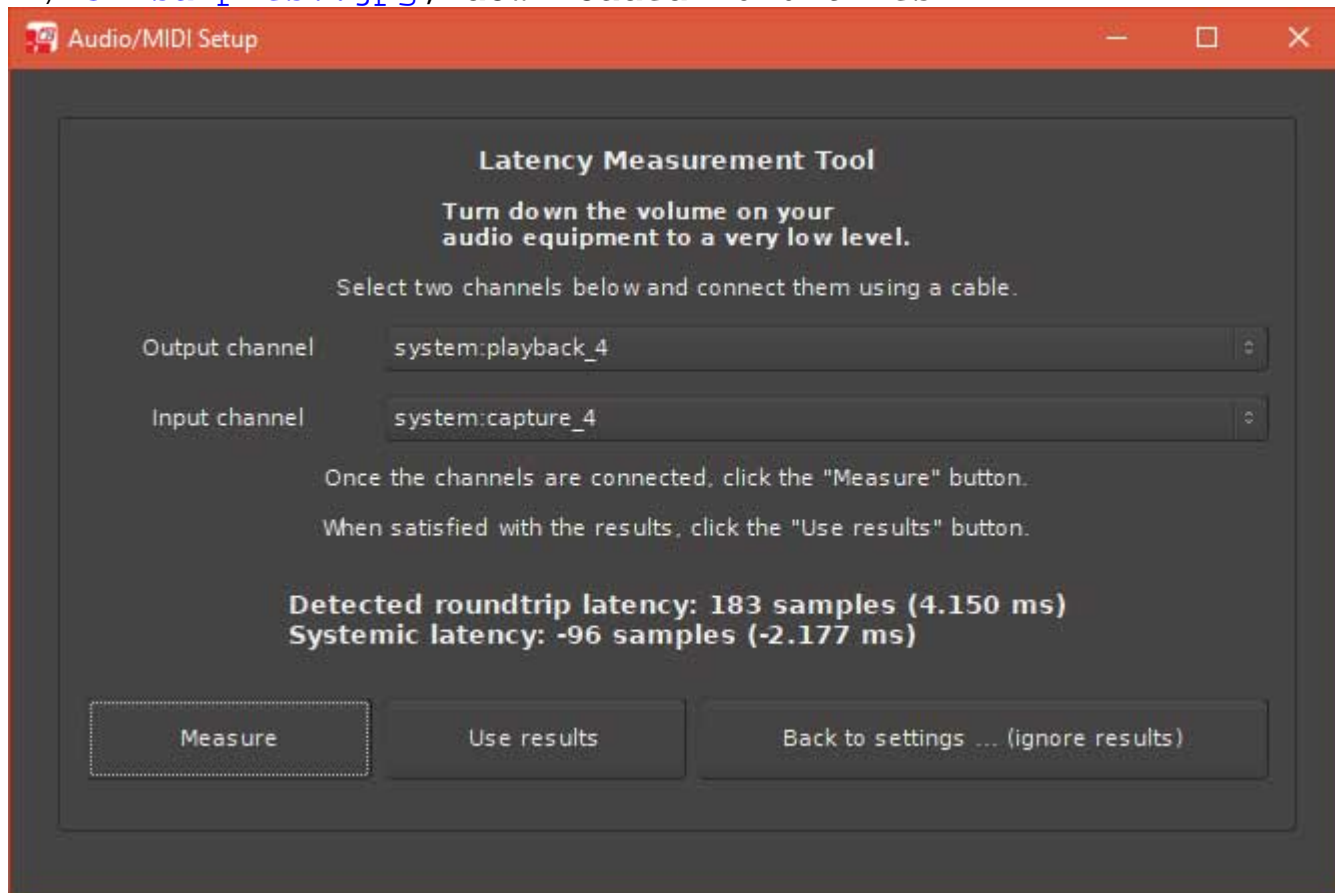 Audio/MIDI Setup
Latency Measurement Tool
Turn down the volume on your
audio equipment to a very low level.
Select two channels below and connect them using a cable.
Output channel system:playback_4
Input channel system:capture_4
Once the channels are connected, click the "Measure" button.
When satisfied with the results, click the "Use results" button.
Detected roundtrip latency: 183 samples (4.150 ms)
Systemic latency: -96 samples (-2.177 ms)
Measure Use results Back to settings ... (ignore results)